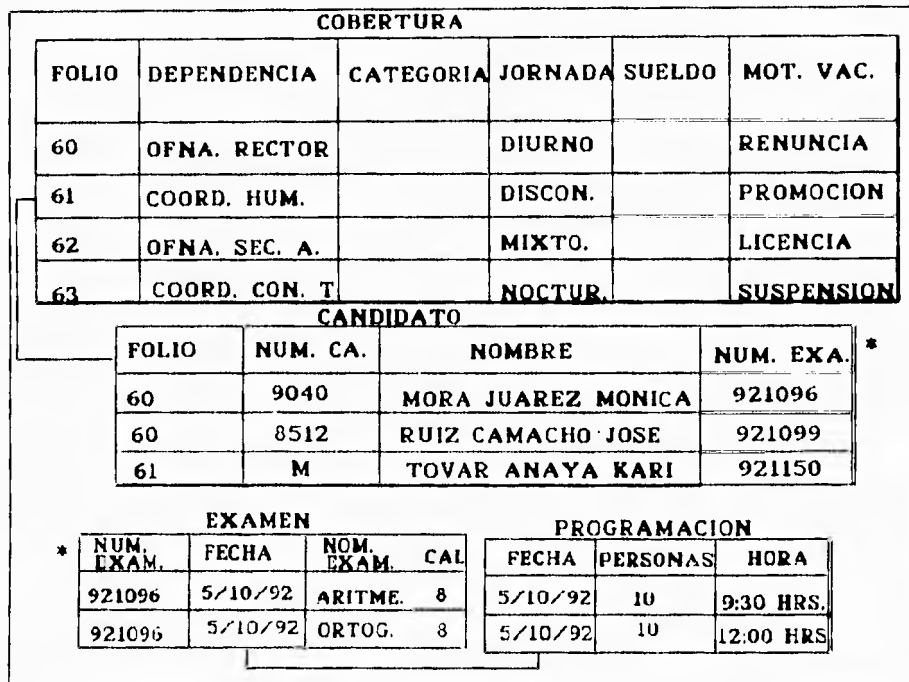 COBERTURA
FOLIO DEPENDENCIA CATEGORIA JORNADA SUELDO MOT. VAC.
60 OFNA. RECTOR DIURNO RENUNCIA
61 COORD. HUM. DISCON. PROMOCION
62 OFNA. SEC. A. MIXTO. LICENCIA
63 COORD. CON. T NOCTUR. SUSPENSION
CANDIDATO
FOLIO NUM. CA. NOMBRE NUM. EXA. *
60 9040 MORA JUAREZ MONICA 921096
60 8512 RUIZ CAMACHO JOSE 921099
61 M TOVAR ANAYA KARI 921150
EXAMEN
* NUM. EXAM. FECHA NOM. EXAM. CAL
921096 5/10/92 ARITME. 8
921096 5/10/92 ORTOG. 8
PROGRAMACION
FECHA PERSONAS HORA
5/10/92 10 9:30 HRS.
5/10/92 10 12:00 HRS